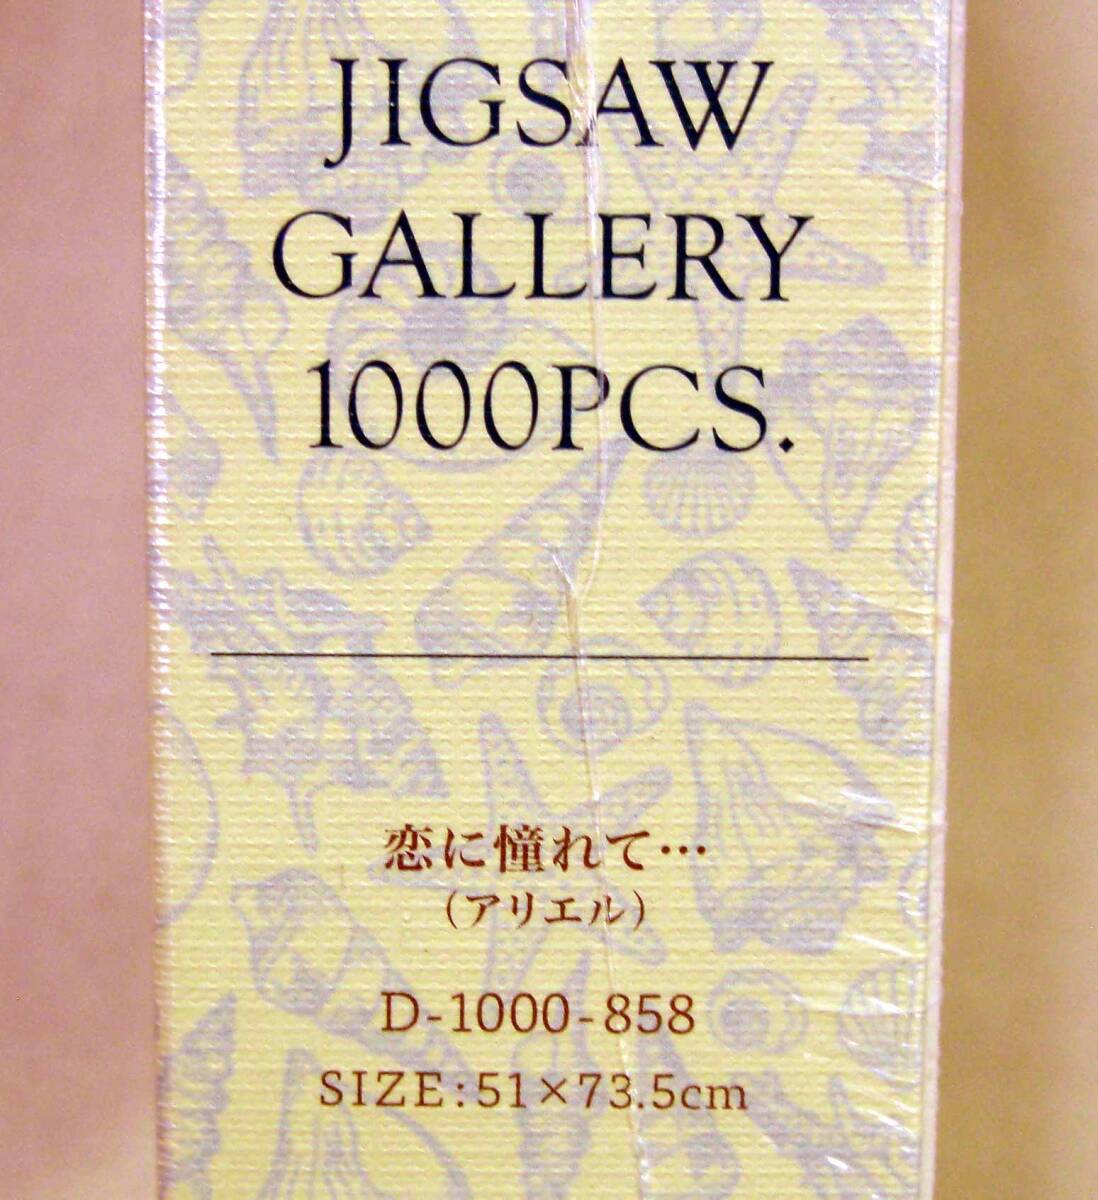 JIGSAW
GALLERY
1000PCS.
恋に憧れて…
(アリエル)
D-1000-858
SIZE:51×73.5cm